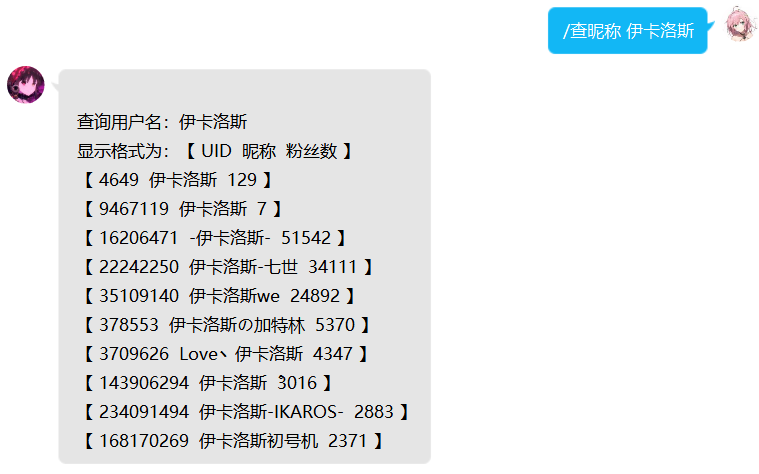 /查昵称 伊卡洛斯
查询用户名：伊卡洛斯
显示格式为：【 UID 昵称 粉丝数 】
【 4649 伊卡洛斯 129 】
【 9467119 伊卡洛斯 7 】
【 16206471 -伊卡洛斯- 51542 】
【 22242250 伊卡洛斯-七世 34111 】
【 35109140 伊卡洛斯we 24892 】
【 378553 伊卡洛斯の加特林 5370 】
【 3709626 Love丶伊卡洛斯 4347 】
【 143906294 伊卡洛斯 ̀3016 】
【 234091494 伊卡洛斯-IKAROS- 2883 】
【 168170269 伊卡洛斯初号机 2371 】